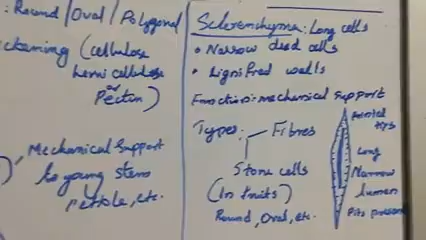 : Round / Oval / Polygonal
(cellulose
hemicellulose
or
Pectin)
Mechanical Support
to young stem
petiole, etc.
Sclerenchyma: Long cells
• Narrow dead cells
• Lignified walls
Function: mechanical support
Types: Fibres
Stone cells
(In fruits)
Round, Oval, etc.
Pointed
tips
Long
Narrow
lumen
Pits present